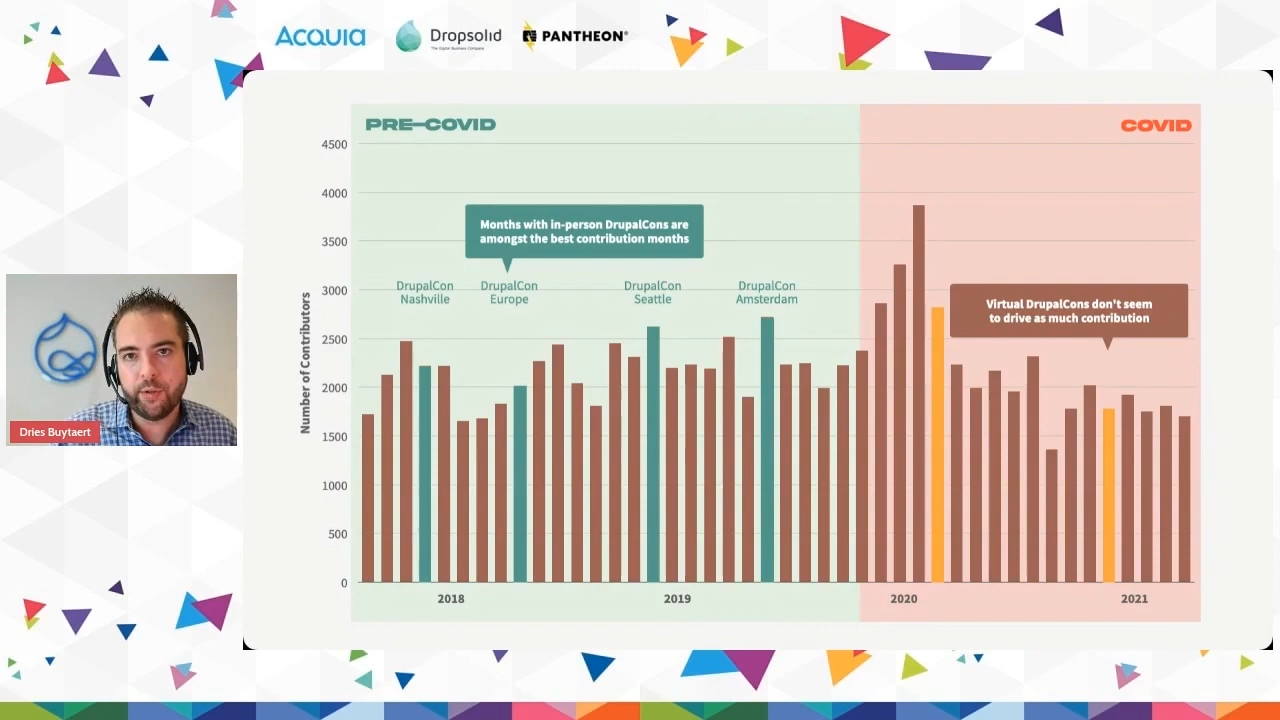 Acquia
Dropsolid
The Digital Business Company
PANTHEON®
PRE-COVID
COVID
4500
4000
3500
3000
2500
2000
1500
1000
500
0
Number of Contributors
Months with in-person DrupalCons are
amongst the best contribution months
DrupalCon
Nashville
DrupalCon
Europe
DrupalCon
Seattle
DrupalCon
Amsterdam
Virtual DrupalCons don't seem
to drive as much contribution
2018
2019
2020
2021
Dries Buytaert